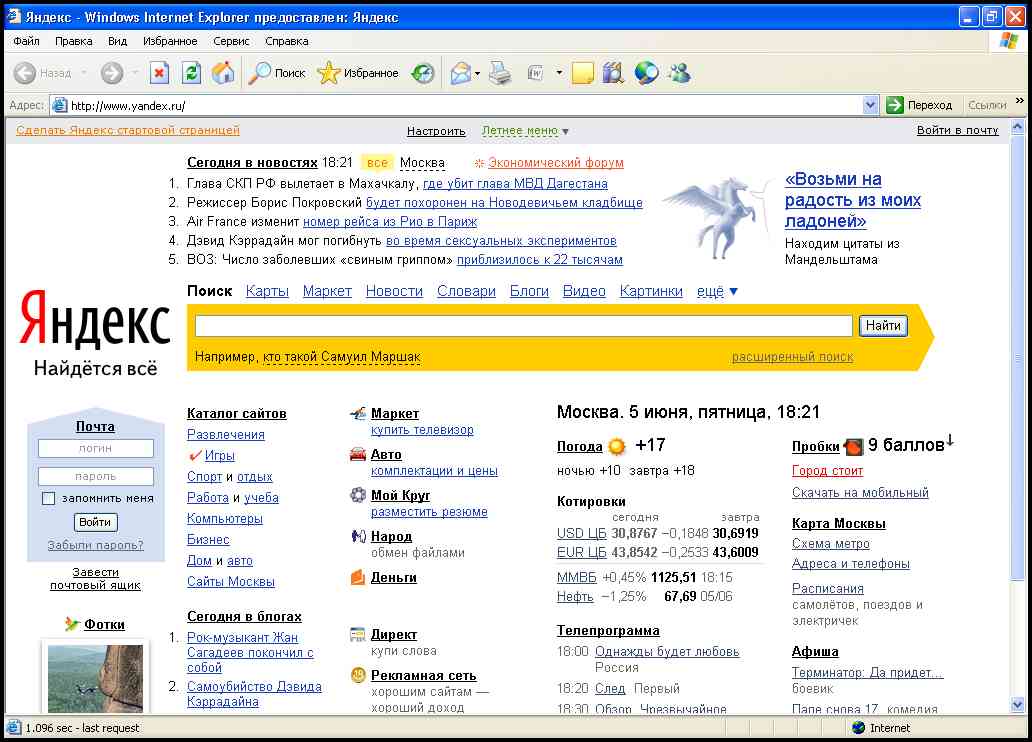 Яндекс - Windows Internet Explorer предоставлен: Яндекс
Файл Правка Вид Избранное Сервис Справка
Назад Поиск Избранное
Адрес: http://www.yandex.ru/ Переход Ссылки »
Сделать Яндекс стартовой страницей Настроить Летнее меню ▼ Войти в почту
Сегодня в новостях 18:21 все Москва Экономический форум
1. Глава СКП РФ вылетает в Махачкалу, где убит глава МВД Дагестана
2. Режиссер Борис Покровский будет похоронен на Новодевичьем кладбище
3. Air France изменит номер рейса из Рио в Париж
4. Дэвид Кэррадайн мог погибнуть во время сексуальных экспериментов
5. ВОЗ: Число заболевших «свиным гриппом» приблизилось к 22 тысячам
«Возьми на
радость из моих
ладоней»
Находим цитаты из
Мандельштама
Яндекс
Найдётся всё
Поиск Карты Маркет Новости Словари Блоги Видео Картинки ещё ▼
Найти
Например, кто такой Самуил Маршак расширенный поиск
Почта
логин
пароль
запомнить меня
Войти
Забыли пароль?
Завести
почтовый ящик
Фотки
Каталог сайтов
Развлечения
Игры
Спорт и отдых
Работа и учеба
Компьютеры
Бизнес
Дом и авто
Сайты Москвы
Сегодня в блогах
1. Рок-музыкант Жан
Сагадеев покончил с
собой
2. Самоубийство Дэвида
Кэррадайна
Маркет
купить телевизор
Авто
комплектации и цены
Мой Круг
разместить резюме
Народ
обмен файлами
Деньги
Директ
купи слова
Рекламная сеть
хорошим сайтам —
хороший доход
Москва. 5 июня, пятница, 18:21
Погода +17
ночью +10 завтра +18
Котировки
сегодня завтра
USD ЦБ 30,8767 −0,1848 30,6919
EUR ЦБ 43,8542 −0,2533 43,6009
ММВБ +0,45% 1125,51 18:15
Нефть −1,25% 67,69 05/06
Телепрограмма
18:00 Однажды будет любовь
Россия
18:20 След Первый
18:30 Обзор. Чрезвычайное
Пробки 9 баллов↓
Город стоит
Скачать на мобильный
Карта Москвы
Схема метро
Адреса и телефоны
Расписания
самолётов, поездов и
электричек
Афиша
Терминатор: Да придет...
боевик
Папе снова 17 комедия
1.096 sec - last request Internet